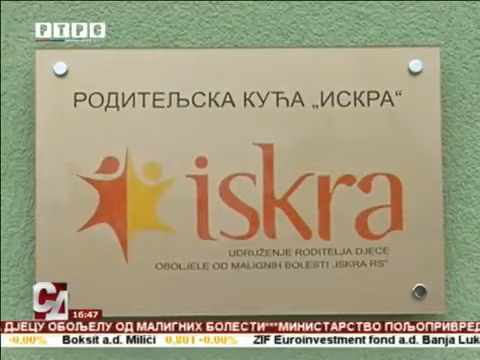 РТРС
РОДИТЕЉСКА КУЋА „ИСКРА“
iskra
UDRUŽENJE RODITELJA DJECE
OBOLJELE OD MALIGNIH BOLESTI „ISKRA RS"
СД 16:47
ДЈЕЦУ ОБОЉЕЛУ ОД МАЛИГНИХ БОЛЕСТИ***МИНИСТАРСТВО ПОЉОПРИВРЕД
-0,00% Boksit a.d. Milići 0,801 -0.00% ZIF Euroinvestment fond a.d. Banja Luk